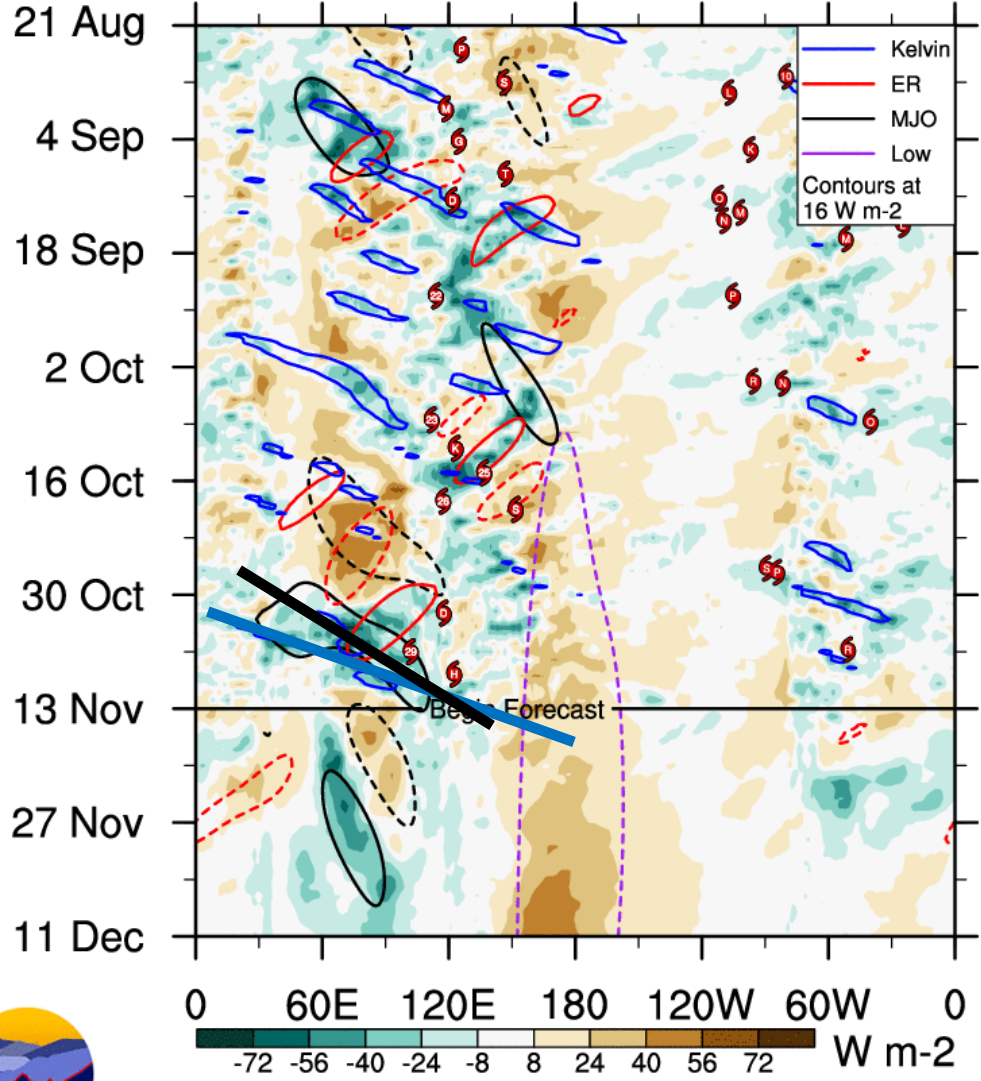 21 Aug
4 Sep
18 Sep
2 Oct
16 Oct
30 Oct
13 Nov
27 Nov
11 Dec
Kelvin
ER
MJO
Low
Contours at
16 W m-2
P
S
10
L
M
G
K
T
D
O
M
N
M
22
P
R
N
23
O
K
25
26
S
S P
D
29
R
H
Begin Forecast
0 60E 120E 180 120W 60W 0
-72 -56 -40 -24 -8 8 24 40 56 72
W m-2